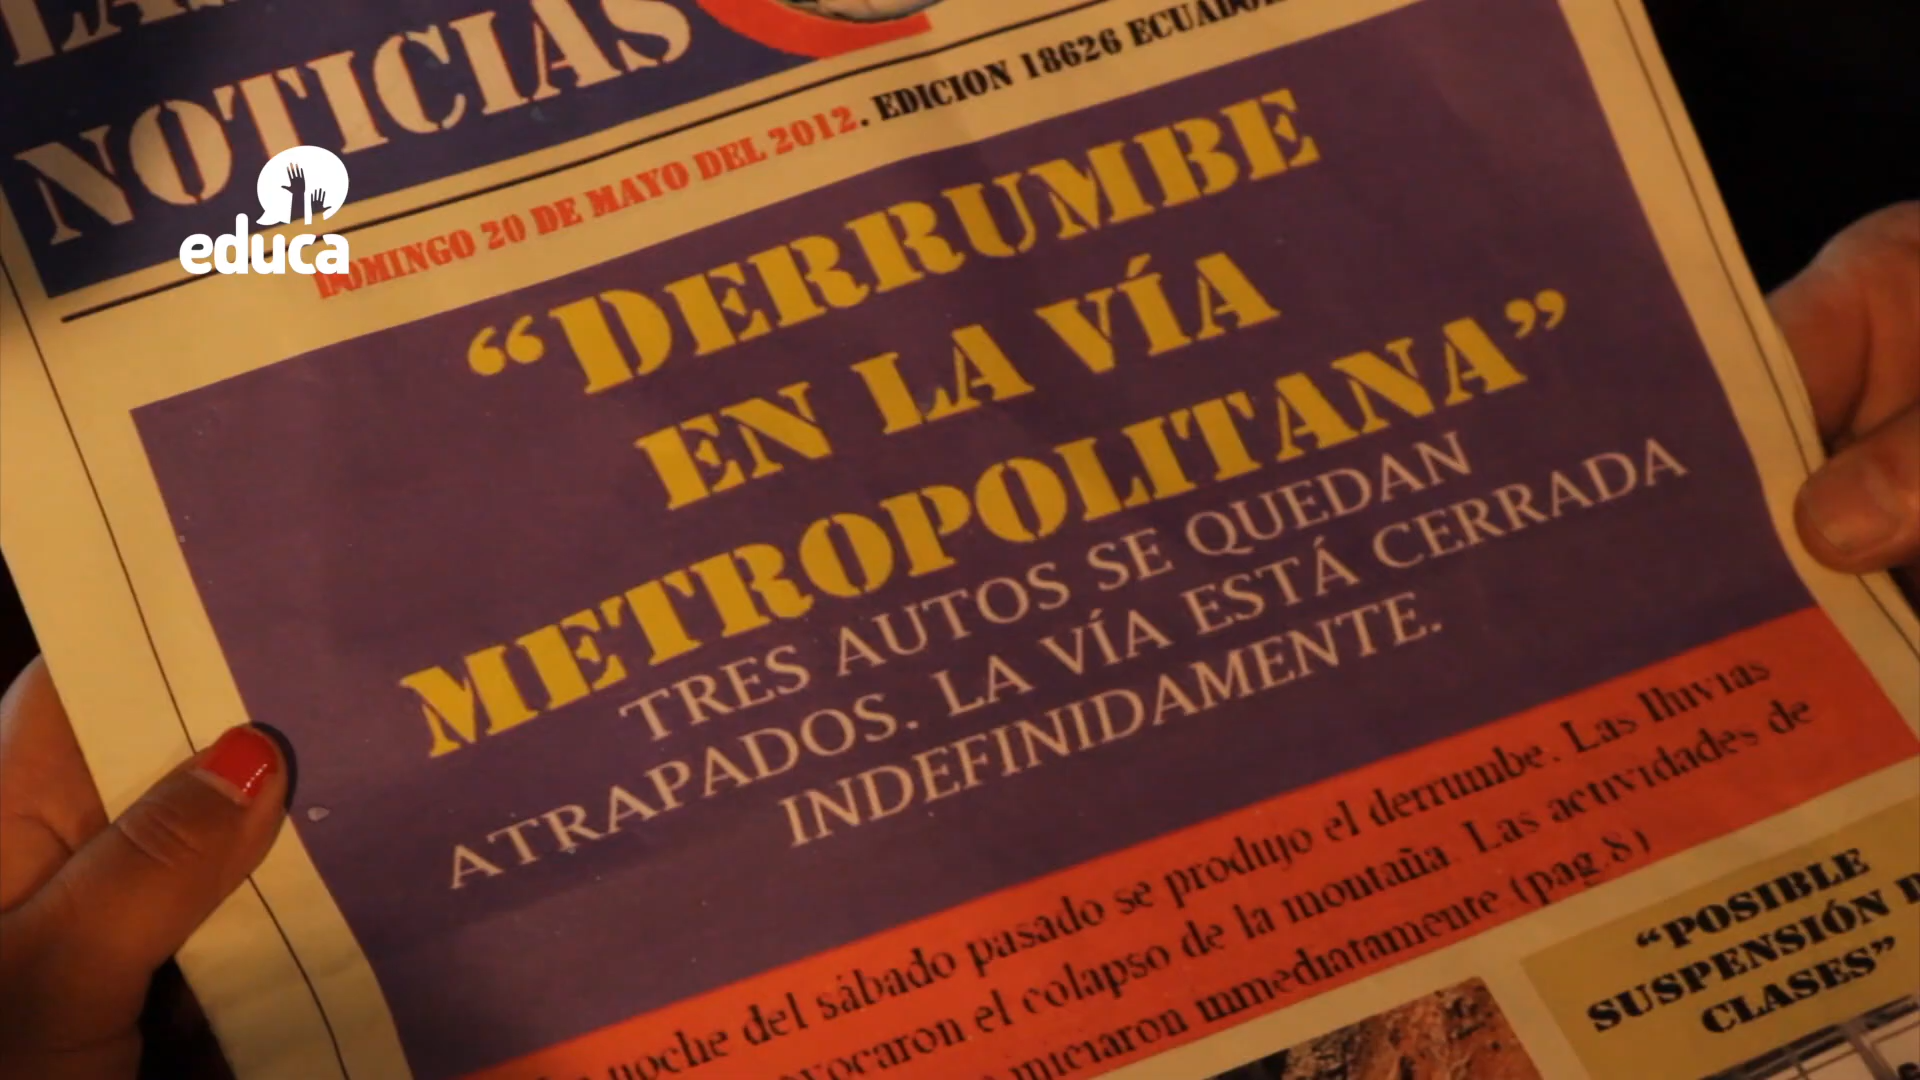 NOTICIAS
educa
DOMINGO 20 DE MAYO DEL 2012. EDICION 18626 ECUADOR
“DERRUMBE
EN LA VÍA
METROPOLITANA”
TRES AUTOS SE QUEDAN
ATRAPADOS. LA VÍA ESTÁ CERRADA
INDEFINIDAMENTE.
noche del sábado pasado se produjo el derrumbe. Las lluvias
el colapso de la montaña. Las actividades de
iniciaron inmediatamente (pag.8)
“POSIBLE
SUSPENSIÓN D
CLASES”